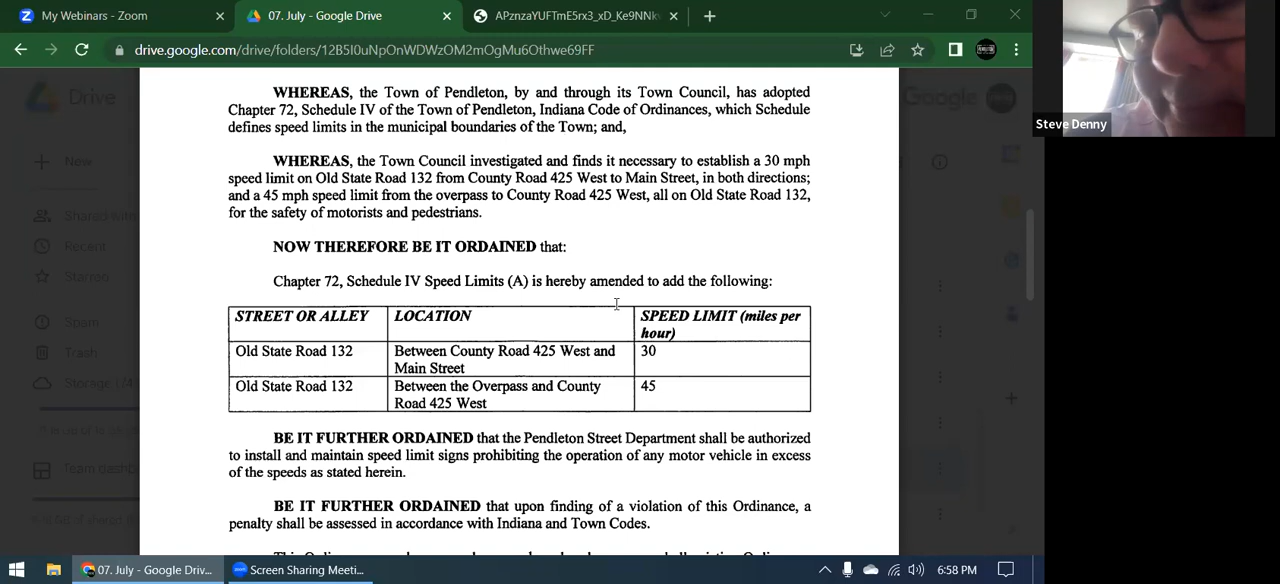 My Webinars - Zoom
07. July - Google Drive
APznzaYUFTmE5rx3_xD_Ke9NNk
drive.google.com/drive/folders/12B5I0uNpOnWDWzOM2mOgMu6Othwe69FF
Drive
Google
New
Recent
Spam
Trash
WHEREAS, the Town of Pendleton, by and through its Town Council, has adopted
Chapter 72, Schedule IV of the Town of Pendleton, Indiana Code of Ordinances, which Schedule
defines speed limits in the municipal boundaries of the Town; and,
WHEREAS, the Town Council investigated and finds it necessary to establish a 30 mph
speed limit on Old State Road 132 from County Road 425 West to Main Street, in both directions;
and a 45 mph speed limit from the overpass to County Road 425 West, all on Old State Road 132,
for the safety of motorists and pedestrians.
NOW THEREFORE BE IT ORDAINED that:
Chapter 72, Schedule IV Speed Limits (A) is hereby amended to add the following:
STREET OR ALLEY LOCATION SPEED LIMIT (miles per
hour)
Old State Road 132 Between County Road 425 West and 30
Main Street
Old State Road 132 Between the Overpass and County 45
Road 425 West
BE IT FURTHER ORDAINED that the Pendleton Street Department shall be authorized
to install and maintain speed limit signs prohibiting the operation of any motor vehicle in excess
of the speeds as stated herein.
BE IT FURTHER ORDAINED that upon finding of a violation of this Ordinance, a
penalty shall be assessed in accordance with Indiana and Town Codes.
Steve Denny
07. July - Google Driv...
Screen Sharing Meeti...
6:58 PM